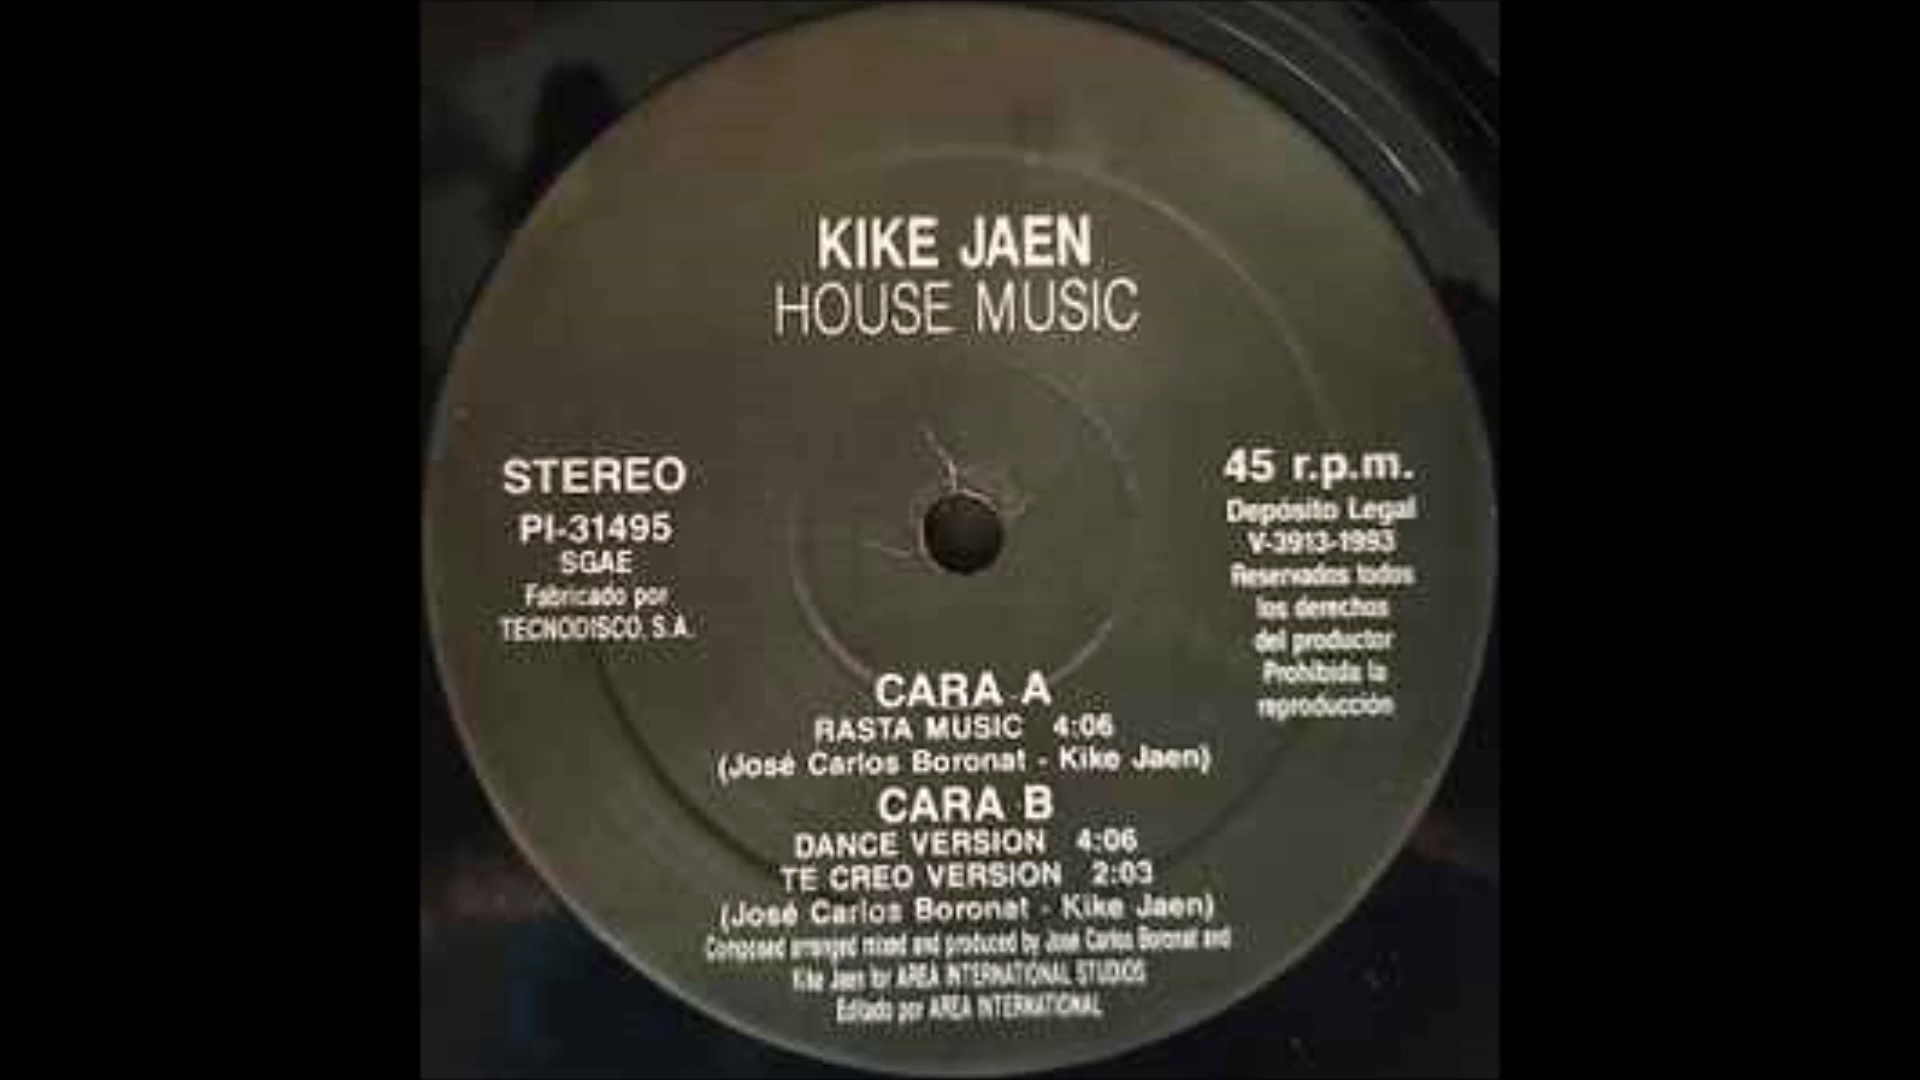 KIKE JAEN
HOUSE MUSIC
STEREO
PI-31495
SGAE
Fabricado por
TECNODISCO, S.A.
45 r.p.m.
Depósito Legal
V-3913-1993
Reservados todos
los derechos
del productor
Prohibida la
reproducción
CARA A
RASTA MUSIC 4:06
(José Carlos Boronat - Kike Jaen)
CARA B
DANCE VERSION 4:06
TE CREO VERSION 2:03
(José Carlos Boronat - Kike Jaen)
Composed arranged mixed and produced by José Carlos Boronat and
Kike Jaen for AREA INTERNATIONAL STUDIOS
Editado por AREA INTERNATIONAL